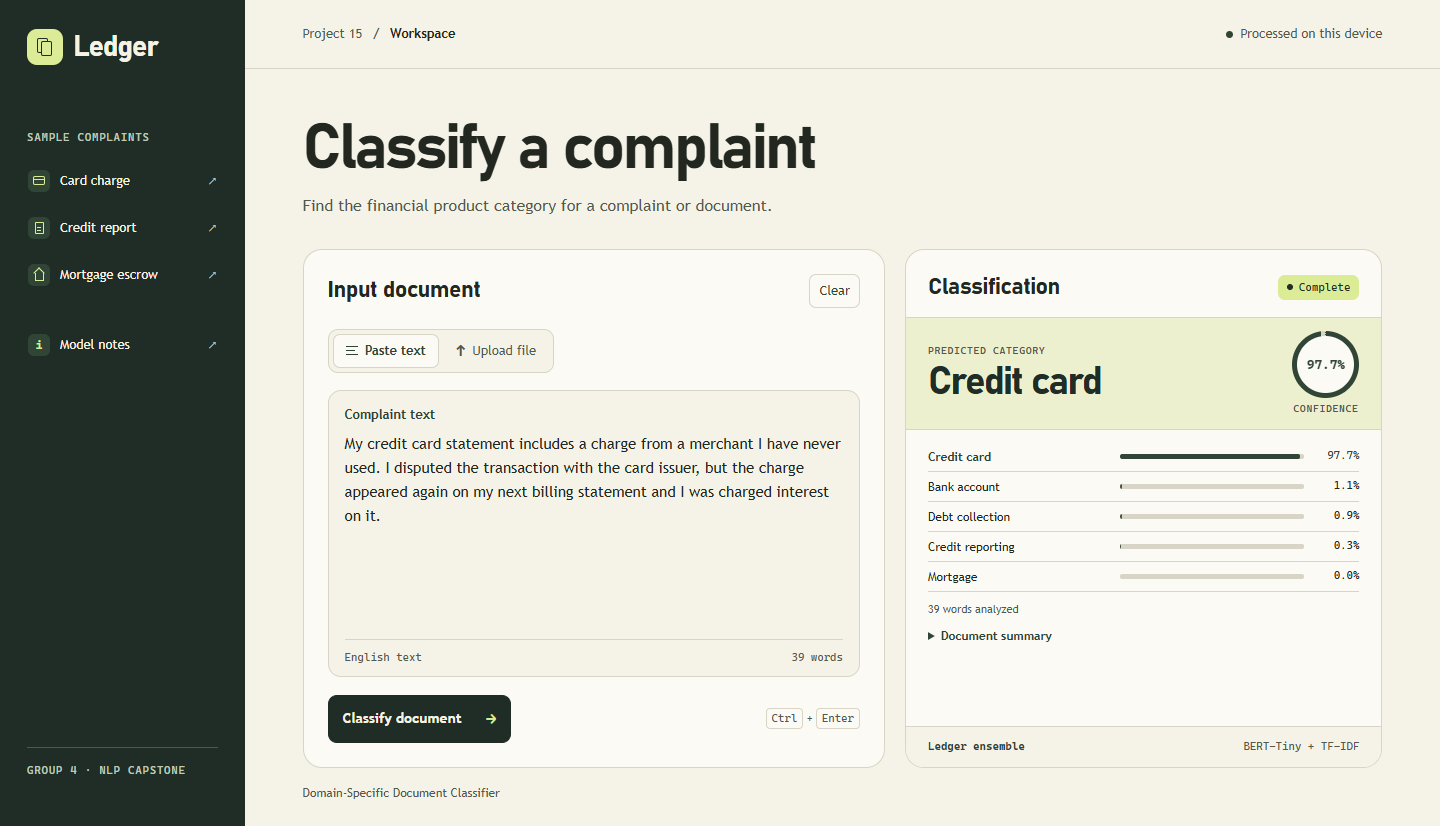 Ledger
SAMPLE COMPLAINTS
Card charge ↗
Credit report ↗
Mortgage escrow ↗
i Model notes ↗
GROUP 4 · NLP CAPSTONE
Project 15 / Workspace
Processed on this device
Classify a complaint
Find the financial product category for a complaint or document.
Input document
Clear
Paste text
Upload file
Complaint text
My credit card statement includes a charge from a merchant I have never
used. I disputed the transaction with the card issuer, but the charge
appeared again on my next billing statement and I was charged interest
on it.
English text
39 words
Classify document →
Ctrl + Enter
Classification
Complete
PREDICTED CATEGORY
Credit card
97.7%
CONFIDENCE
Credit card 97.7%
Bank account 1.1%
Debt collection 0.9%
Credit reporting 0.3%
Mortgage 0.0%
39 words analyzed
Document summary
Ledger ensemble
BERT-Tiny + TF-IDF
Domain-Specific Document Classifier